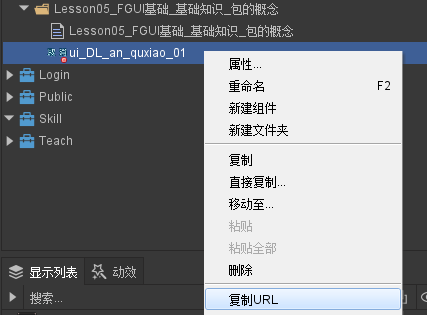 Lesson05_FGUI基础_基础知识_包的概念
Lesson05_FGUI基础_基础知识_包的概念
ui_DL_an_quxiao_01
Login
Public
Skill
Teach
属性...
重命名 F2
新建组件
新建文件夹
复制
直接复制...
移动至...
粘贴
粘贴全部
删除
复制URL
显示列表 动效
搜索...